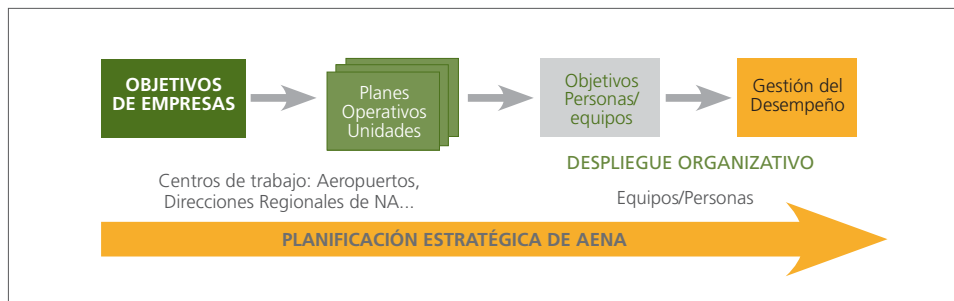 OBJETIVOS
DE EMPRESAS
Planes
Operativos
Unidades
Objetivos
Personas/
equipos
Gestión del
Desempeño
Centros de trabajo: Aeropuertos,
Direcciones Regionales de NA...
DESPLIEGUE ORGANIZATIVO
Equipos/Personas
PLANIFICACIÓN ESTRATÉGICA DE AENA